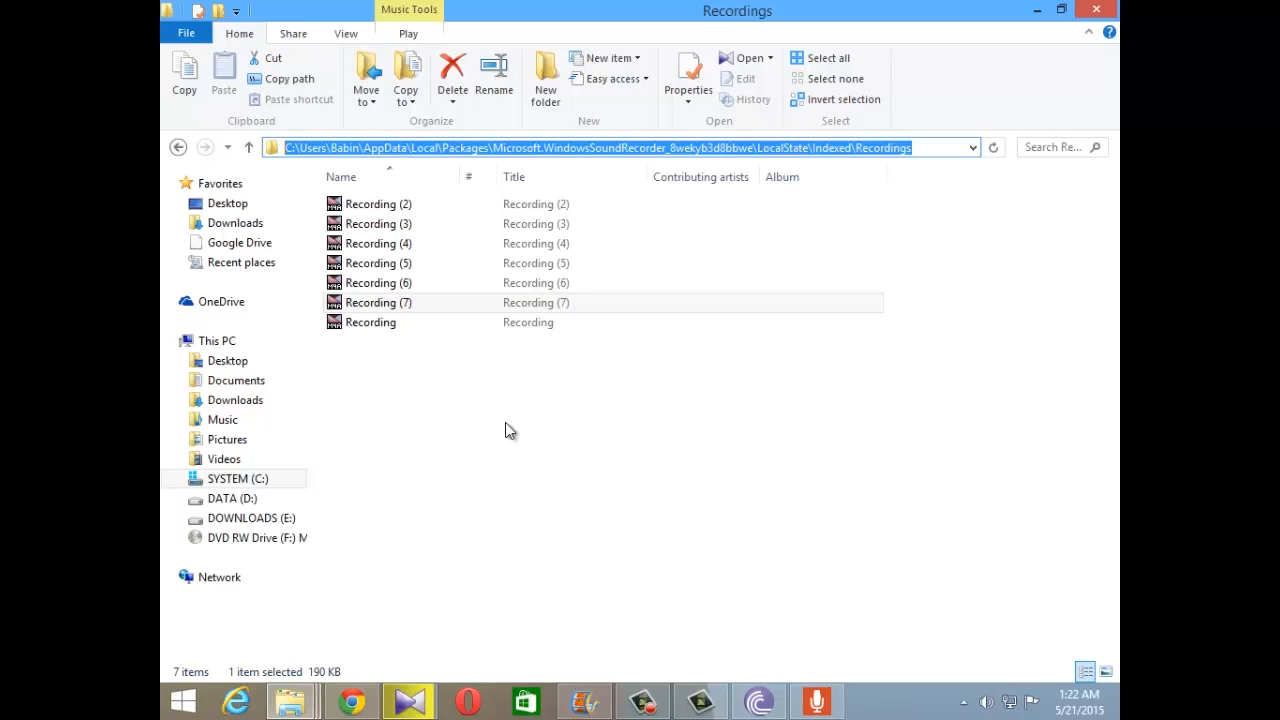 Music Tools
Recordings
File
Home
Share
View
Play
Copy
Paste
Cut
Copy path
Paste shortcut
Clipboard
Move to
Copy to
Delete
Rename
Organize
New folder
New item
Easy access
New
Properties
Open
Edit
History
Open
Select all
Select none
Invert selection
Select
C:\Users\Babin\AppData\Local\Packages\Microsoft.WindowsSoundRecorder_8wekyb3d8bbwe\LocalState\Indexed\Recordings
Search Re...
Name # Title Contributing artists Album
Recording (2) Recording (2)
Recording (3) Recording (3)
Recording (4) Recording (4)
Recording (5) Recording (5)
Recording (6) Recording (6)
Recording (7) Recording (7)
Recording Recording
Favorites
Desktop
Downloads
Google Drive
Recent places
OneDrive
This PC
Desktop
Documents
Downloads
Music
Pictures
Videos
SYSTEM (C:)
DATA (D:)
DOWNLOADS (E:)
DVD RW Drive (F:) M
Network
7 items 1 item selected 190 KB
1:22 AM
5/21/2015